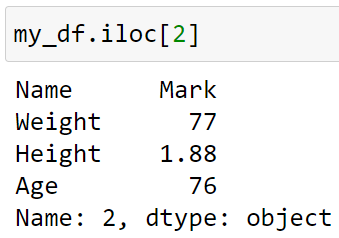 my_df.iloc[2]
Name Mark
Weight 77
Height 1.88
Age 76
Name: 2, dtype: object